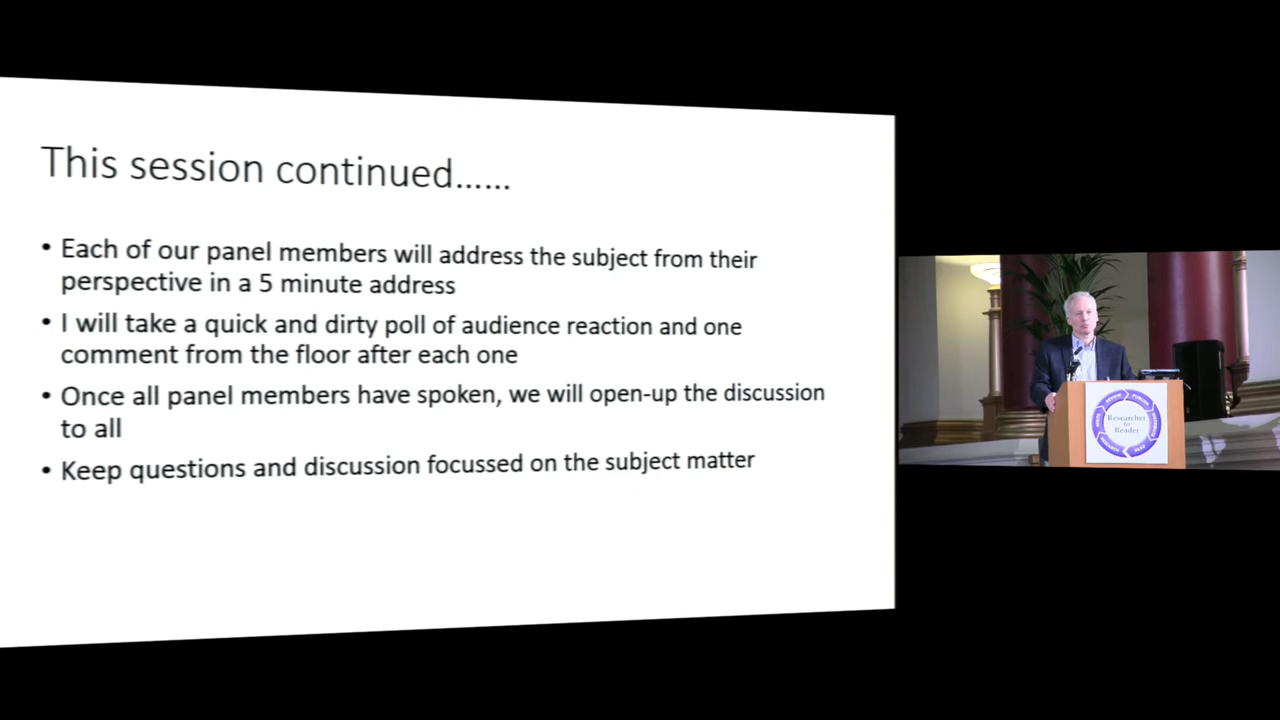 This session continued......
• Each of our panel members will address the subject from their
perspective in a 5 minute address
• I will take a quick and dirty poll of audience reaction and one
comment from the floor after each one
• Once all panel members have spoken, we will open-up the discussion
to all
• Keep questions and discussion focussed on the subject matter
Researcher
to
Reader